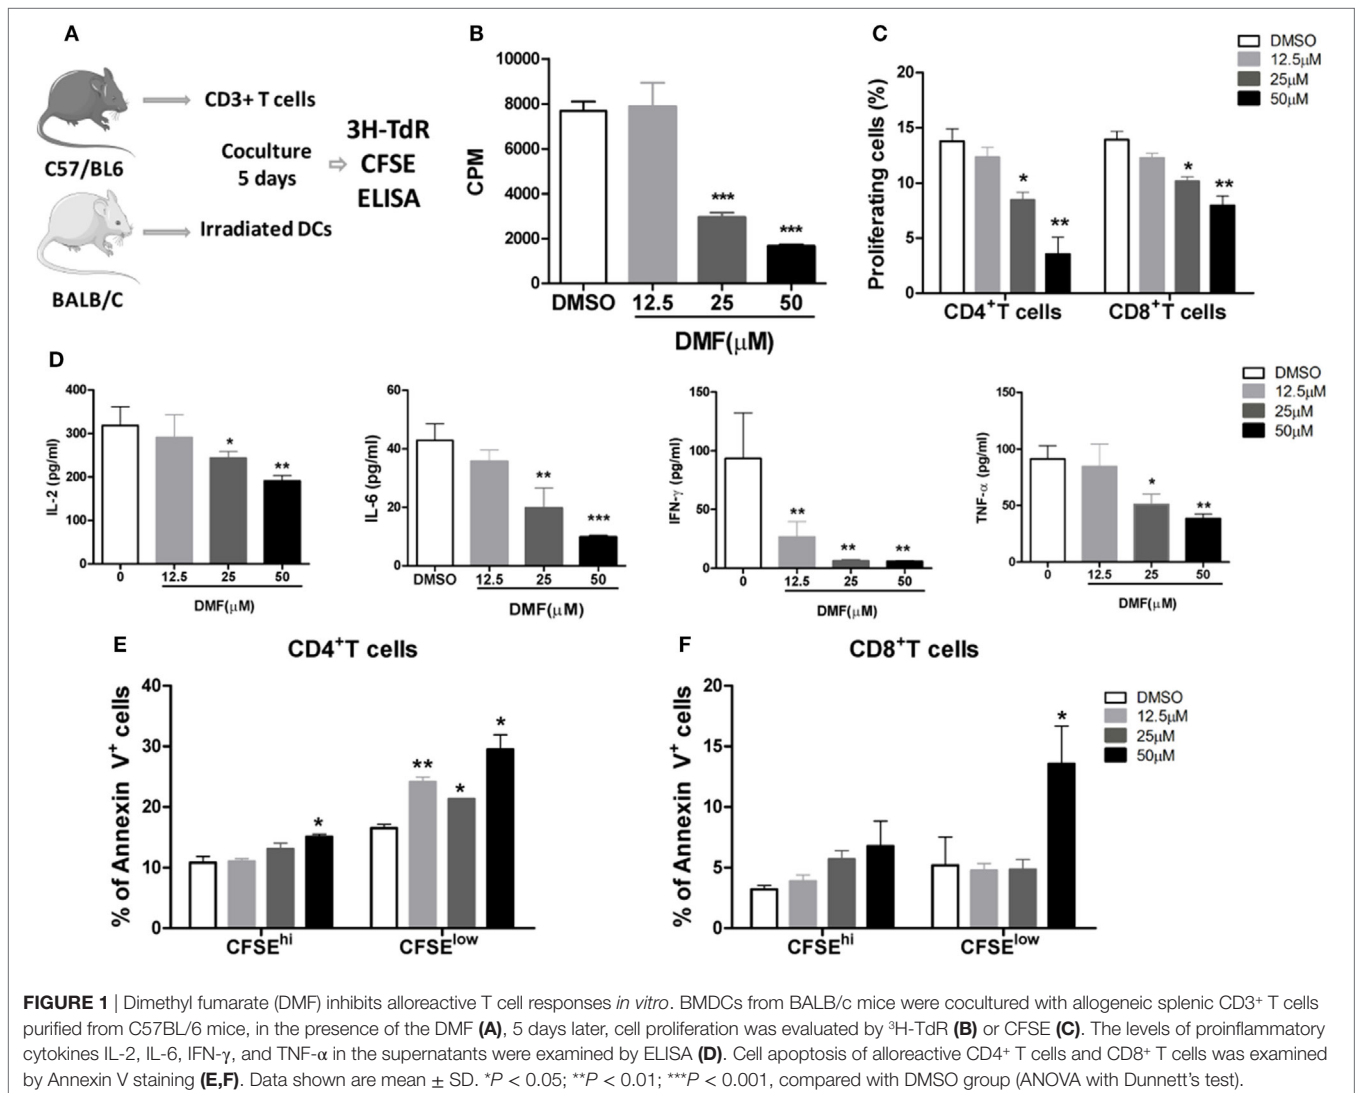 A
C57/BL6
CD3+ T cells
Coculture
5 days
3H-TdR
CFSE
ELISA
BALB/C
Irradiated DCs
B
CPM
10000
8000
6000
4000
2000
0
***
***
DMSO
12.5
25
50
DMF(μM)
C
DMSO
12.5μM
25μM
50μM
Proliferating cells (%)
20
15
10
5
0
*
**
*
**
CD4⁺T cells
CD8⁺T cells
D
IL-2 (pg/ml)
400
300
200
100
0
*
**
0
12.5
25
50
DMF(μM)
IL-6 (pg/ml)
60
40
20
0
**
***
DMSO
12.5
25
50
DMF(μM)
IFN-γ (pg/ml)
150
100
50
0
**
**
**
0
12.5
25
50
DMF(μM)
TNF-α (pg/ml)
150
100
50
0
*
**
0
12.5
25
50
DMF(μM)
DMSO
12.5μM
25μM
50μM
E
CD4⁺T cells
% of Annexin V⁺ cells
40
30
20
10
0
*
**
*
*
CFSEʰⁱ
CFSEˡᵒʷ
F
CD8⁺T cells
% of Annexin V⁺ cells
20
15
10
5
0
*
CFSEʰⁱ
CFSEˡᵒʷ
DMSO
12.5μM
25μM
50μM
FIGURE 1 | Dimethyl fumarate (DMF) inhibits alloreactive T cell responses in vitro. BMDCs from BALB/c mice were cocultured with allogeneic splenic CD3⁺ T cells
purified from C57BL/6 mice, in the presence of the DMF (A), 5 days later, cell proliferation was evaluated by ³H-TdR (B) or CFSE (C). The levels of proinflammatory
cytokines IL-2, IL-6, IFN-γ, and TNF-α in the supernatants were examined by ELISA (D). Cell apoptosis of alloreactive CD4⁺ T cells and CD8⁺ T cells was examined
by Annexin V staining (E,F). Data shown are mean ± SD. *P < 0.05; **P < 0.01; ***P < 0.001, compared with DMSO group (ANOVA with Dunnett’s test).